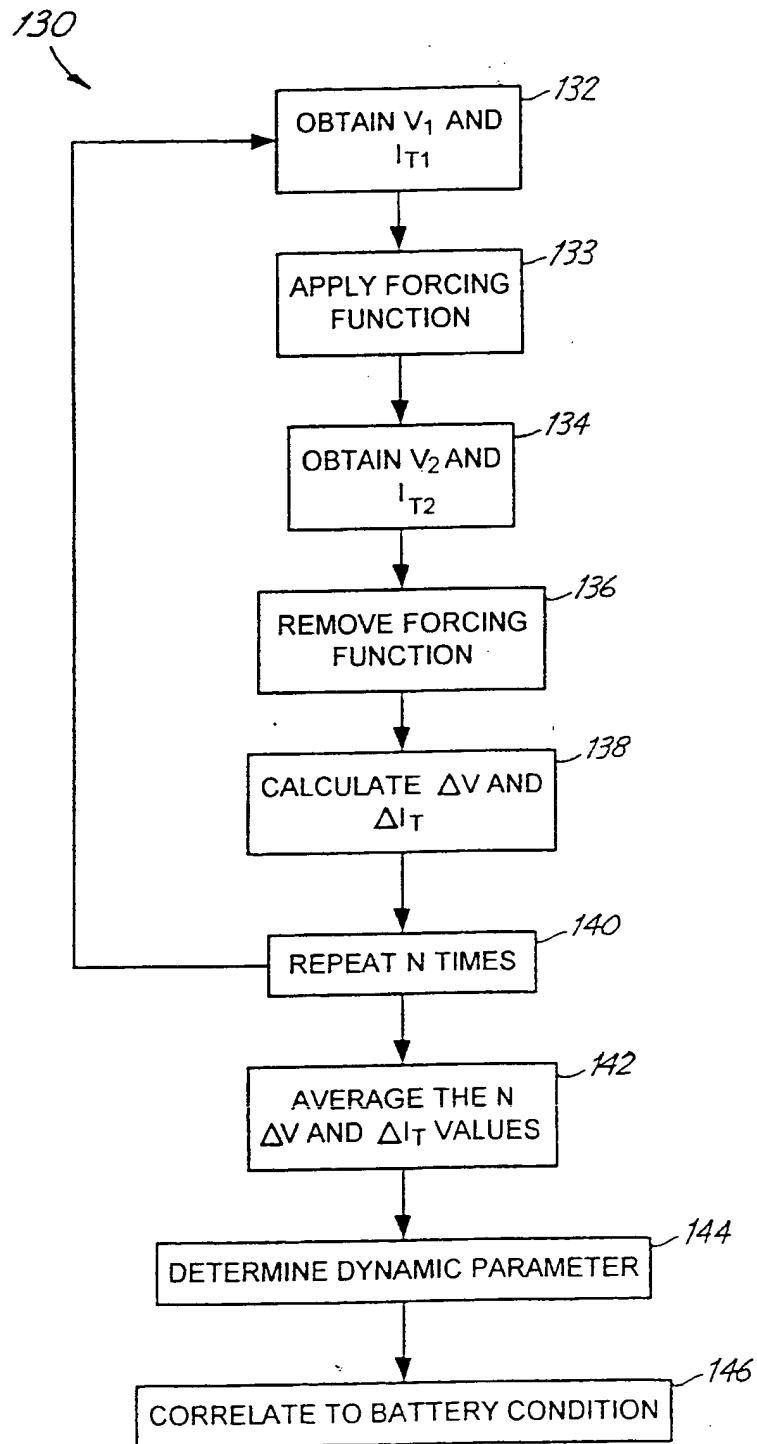 130
132
OBTAIN V1 AND
IT1
133
APPLY FORCING
FUNCTION
134
OBTAIN V2 AND
IT2
136
REMOVE FORCING
FUNCTION
138
CALCULATE ΔV AND
ΔIT
140
REPEAT N TIMES
142
AVERAGE THE N
ΔV AND ΔIT VALUES
144
DETERMINE DYNAMIC PARAMETER
146
CORRELATE TO BATTERY CONDITION